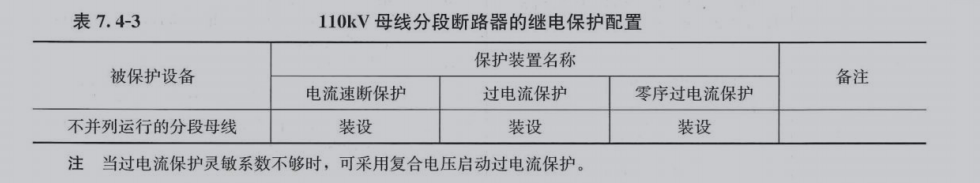 表 7.4-3 110kV 母线分段断路器的继电保护配置
被保护设备 保护装置名称 备注
电流速断保护 过电流保护 零序过电流保护
不并列运行的分段母线 装设 装设 装设
注 当过电流保护灵敏系数不够时，可采用复合电压启动过电流保护。